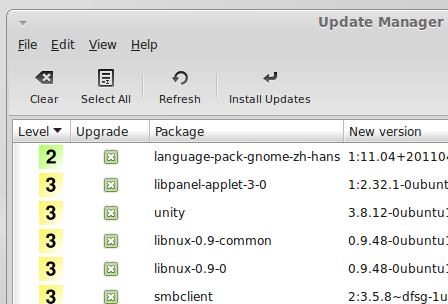 Update Manager
File Edit View Help
Clear Select All Refresh Install Updates
Level Upgrade Package New version
2 language-pack-gnome-zh-hans 1:11.04+20110
3 libpanel-applet-3-0 1:2.32.1-0ubunt
3 unity 3.8.12-0ubuntu1
3 libnux-0.9-common 0.9.48-0ubuntu1
3 libnux-0.9-0 0.9.48-0ubuntu1
3 smbclient 2:3.5.8~dfsg-1u